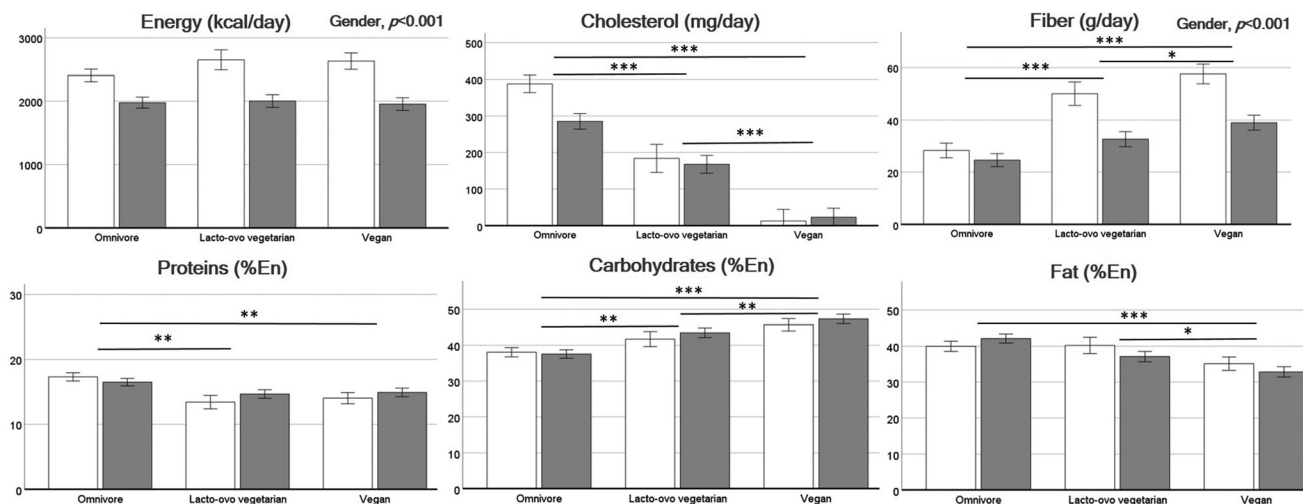 Energy (kcal/day)
Gender, p<0.001
3000
2000
1000
0
Omnivore
Lacto-ovo vegetarian
Vegan
Cholesterol (mg/day)
500
400
300
200
100
0
***
***
***
Omnivore
Lacto-ovo vegetarian
Vegan
Fiber (g/day)
Gender, p<0.001
60
40
20
0
***
***
*
Omnivore
Lacto-ovo vegetarian
Vegan
Proteins (%En)
30
20
10
0
**
**
Omnivore
Lacto-ovo vegetarian
Vegan
Carbohydrates (%En)
50
40
30
20
10
0
***
**
**
Omnivore
Lacto-ovo vegetarian
Vegan
Fat (%En)
50
40
30
20
10
0
***
*
Omnivore
Lacto-ovo vegetarian
Vegan